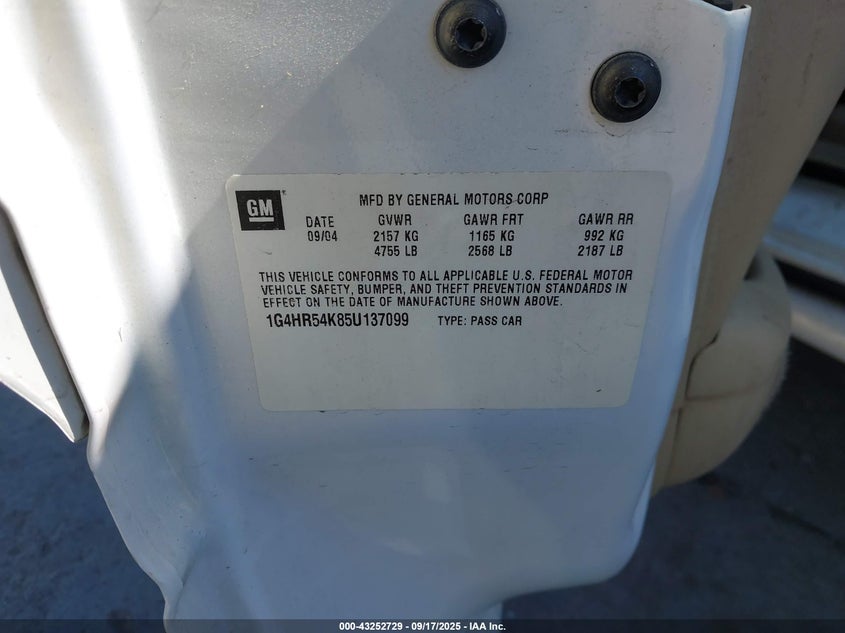 GM
MFD BY GENERAL MOTORS CORP
DATE GVWR GAWR FRT GAWR RR
09/04 2157 KG 1165 KG 992 KG
4755 LB 2568 LB 2187 LB
THIS VEHICLE CONFORMS TO ALL APPLICABLE U.S. FEDERAL MOTOR
VEHICLE SAFETY, BUMPER, AND THEFT PREVENTION STANDARDS IN
EFFECT ON THE DATE OF MANUFACTURE SHOWN ABOVE.
1G4HR54K85U137099 TYPE: PASS CAR
000-43252729 - 09/17/2025 - IAA Inc.